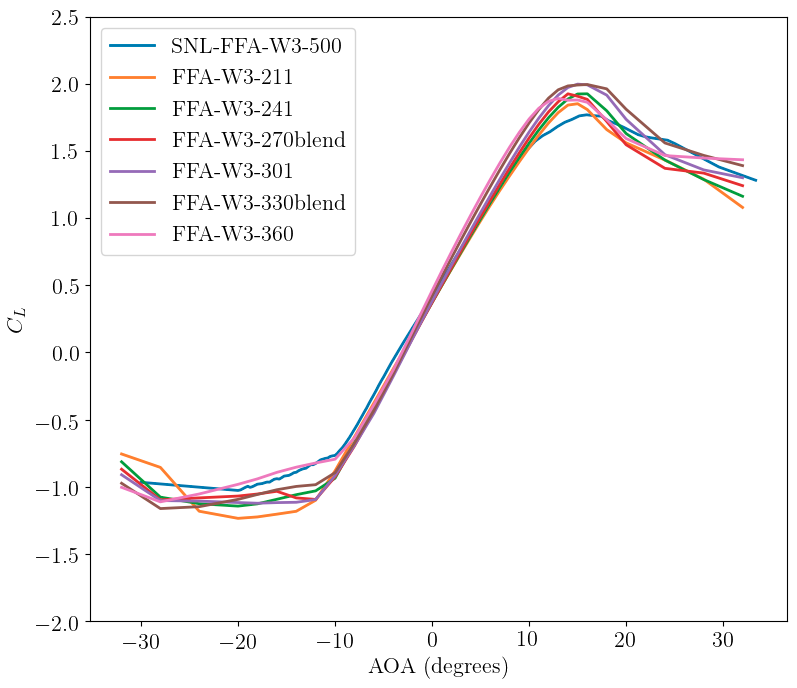 2.5
2.0
1.5
1.0
0.5
0.0
−0.5
−1.0
−1.5
−2.0
C_L
SNL-FFA-W3-500
FFA-W3-211
FFA-W3-241
FFA-W3-270blend
FFA-W3-301
FFA-W3-330blend
FFA-W3-360
−30 −20 −10 0 10 20 30
AOA (degrees)